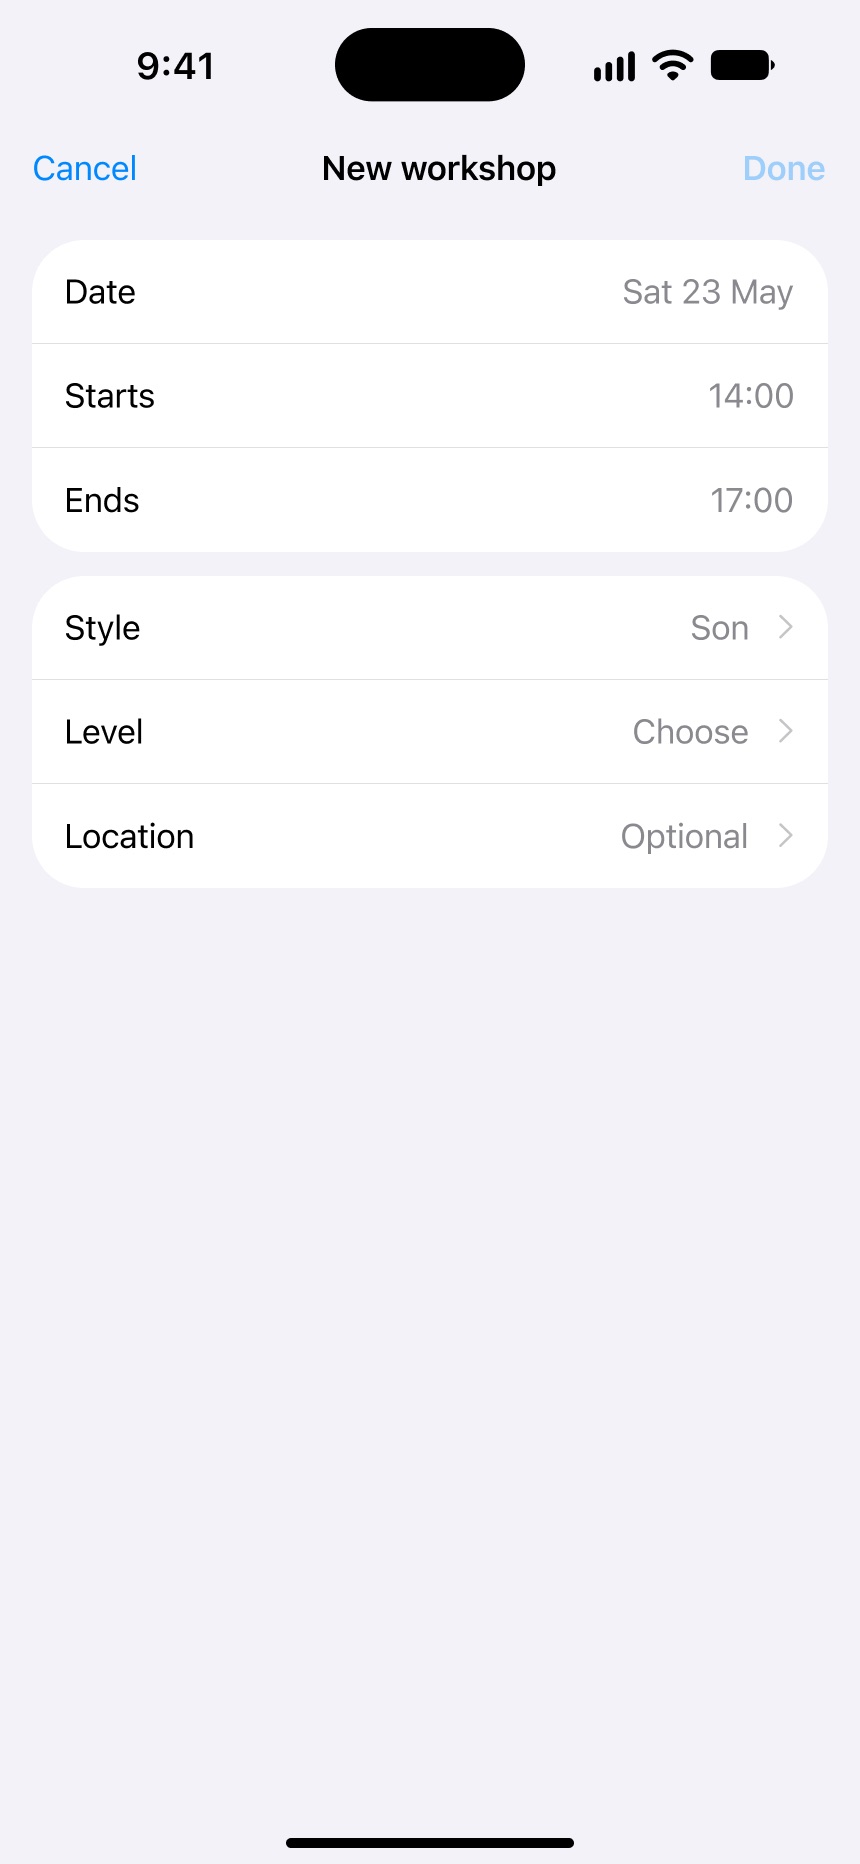 9:41
Cancel New workshop Done
Date Sat 23 May
Starts 14:00
Ends 17:00
Style Son
Level Choose
Location Optional